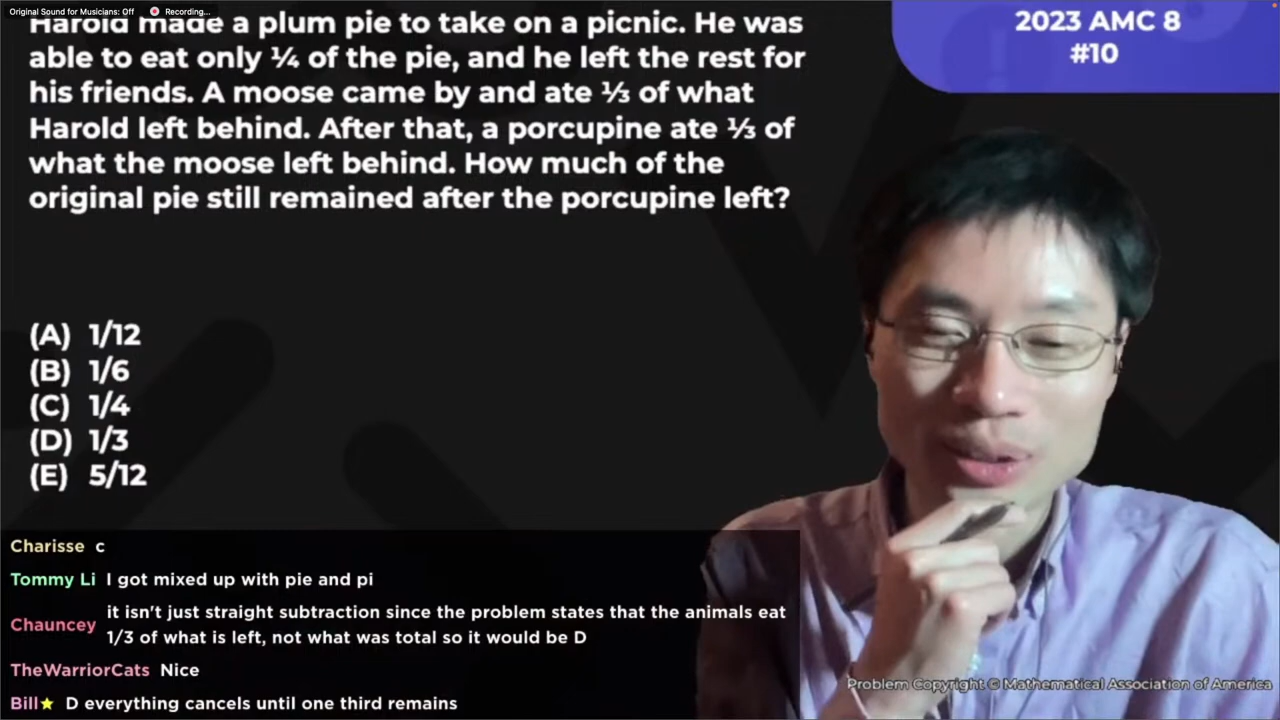 Original Sound for Musicians: Off Recording...
Harold made a plum pie to take on a picnic. He was
able to eat only ¼ of the pie, and he left the rest for
his friends. A moose came by and ate ⅓ of what
Harold left behind. After that, a porcupine ate ⅓ of
what the moose left behind. How much of the
original pie still remained after the porcupine left?
2023 AMC 8
#10
(A) 1/12
(B) 1/6
(C) 1/4
(D) 1/3
(E) 5/12
Charisse c
Tommy Li I got mixed up with pie and pi
Chauncey it isn't just straight subtraction since the problem states that the animals eat
1/3 of what is left, not what was total so it would be D
TheWarriorCats Nice
Bill★ D everything cancels until one third remains
Problem Copyright © Mathematical Association of America